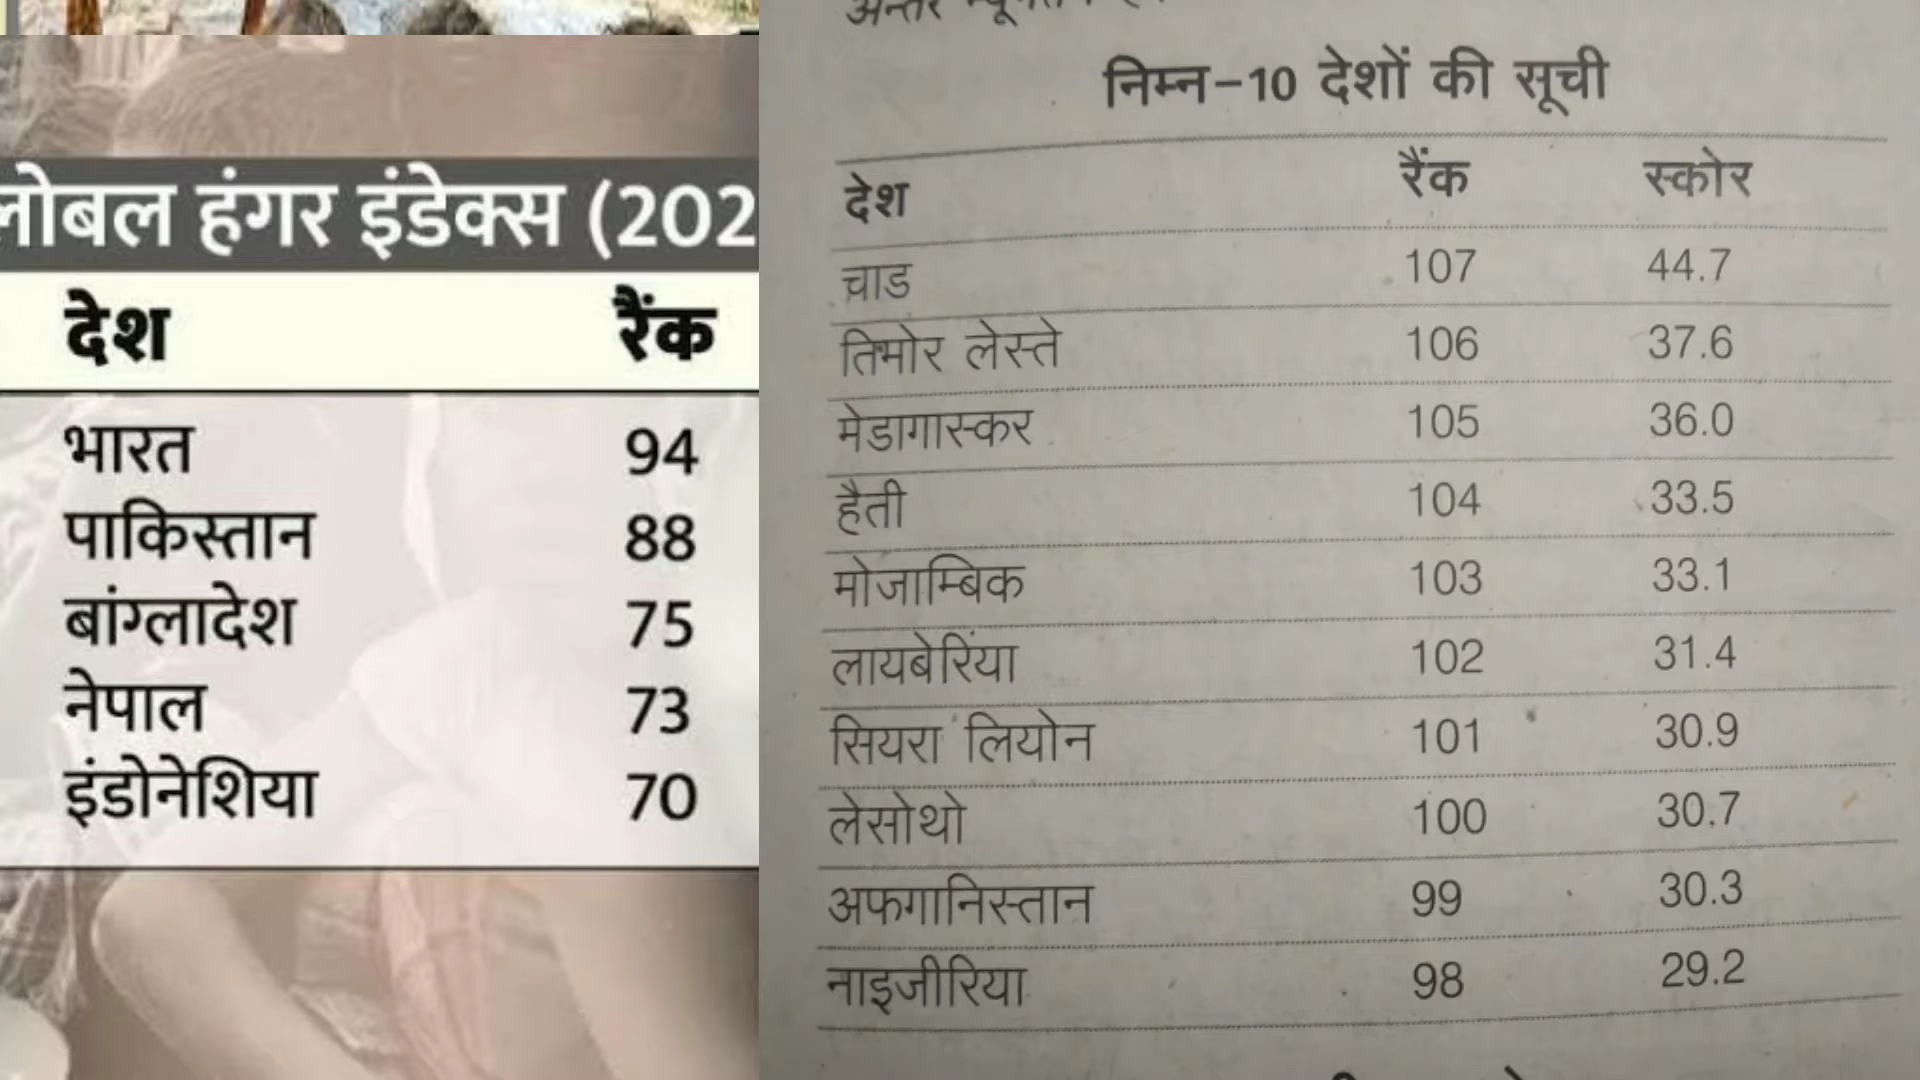 लोबल हंगर इंडेक्स (202
देश रैंक
भारत 94
पाकिस्तान 88
बांग्लादेश 75
नेपाल 73
इंडोनेशिया 70
निम्न-10 देशों की सूची
देश रैंक स्कोर
चाड 107 44.7
तिमोर लेस्ते 106 37.6
मेडागास्कर 105 36.0
हैती 104 33.5
मोजाम्बिक 103 33.1
लायबेरिया 102 31.4
सियरा लियोन 101 30.9
लेसोथो 100 30.7
अफगानिस्तान 99 30.3
नाइजीरिया 98 29.2